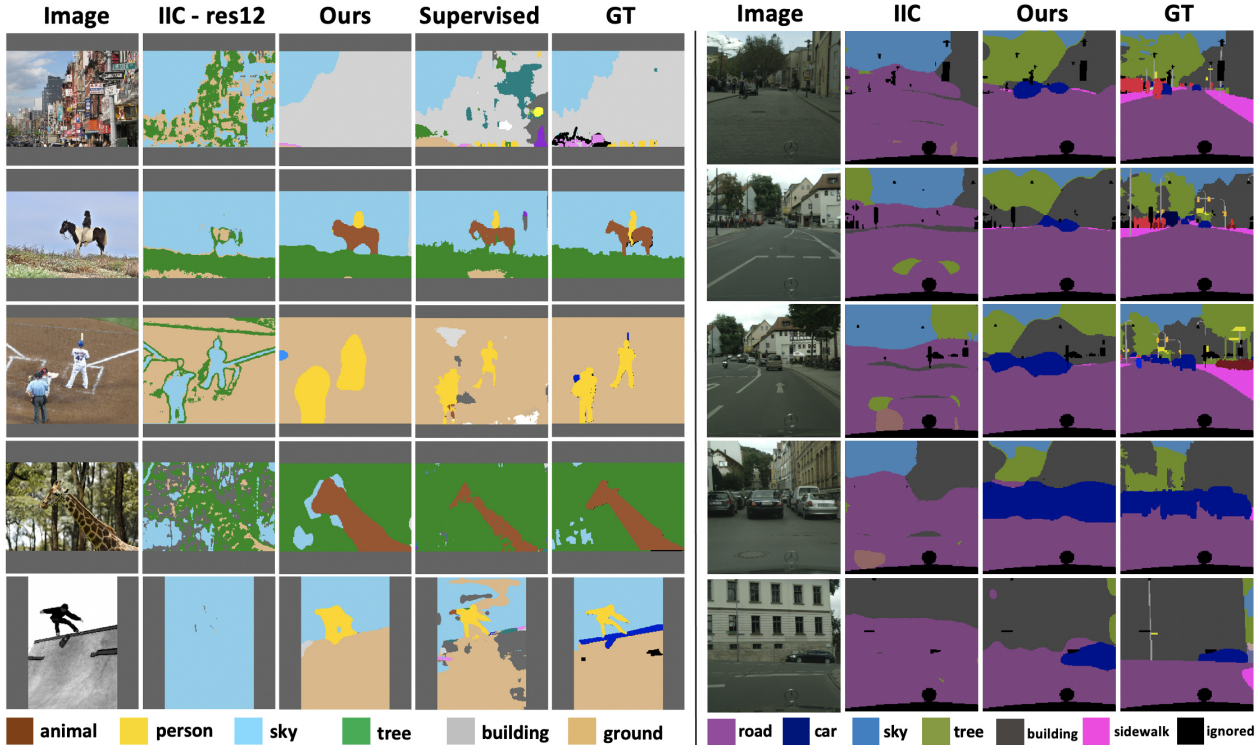 Image IIC - res12 Ours Supervised GT Image IIC Ours GT
animal person sky tree building ground road car sky tree building sidewalk ignored